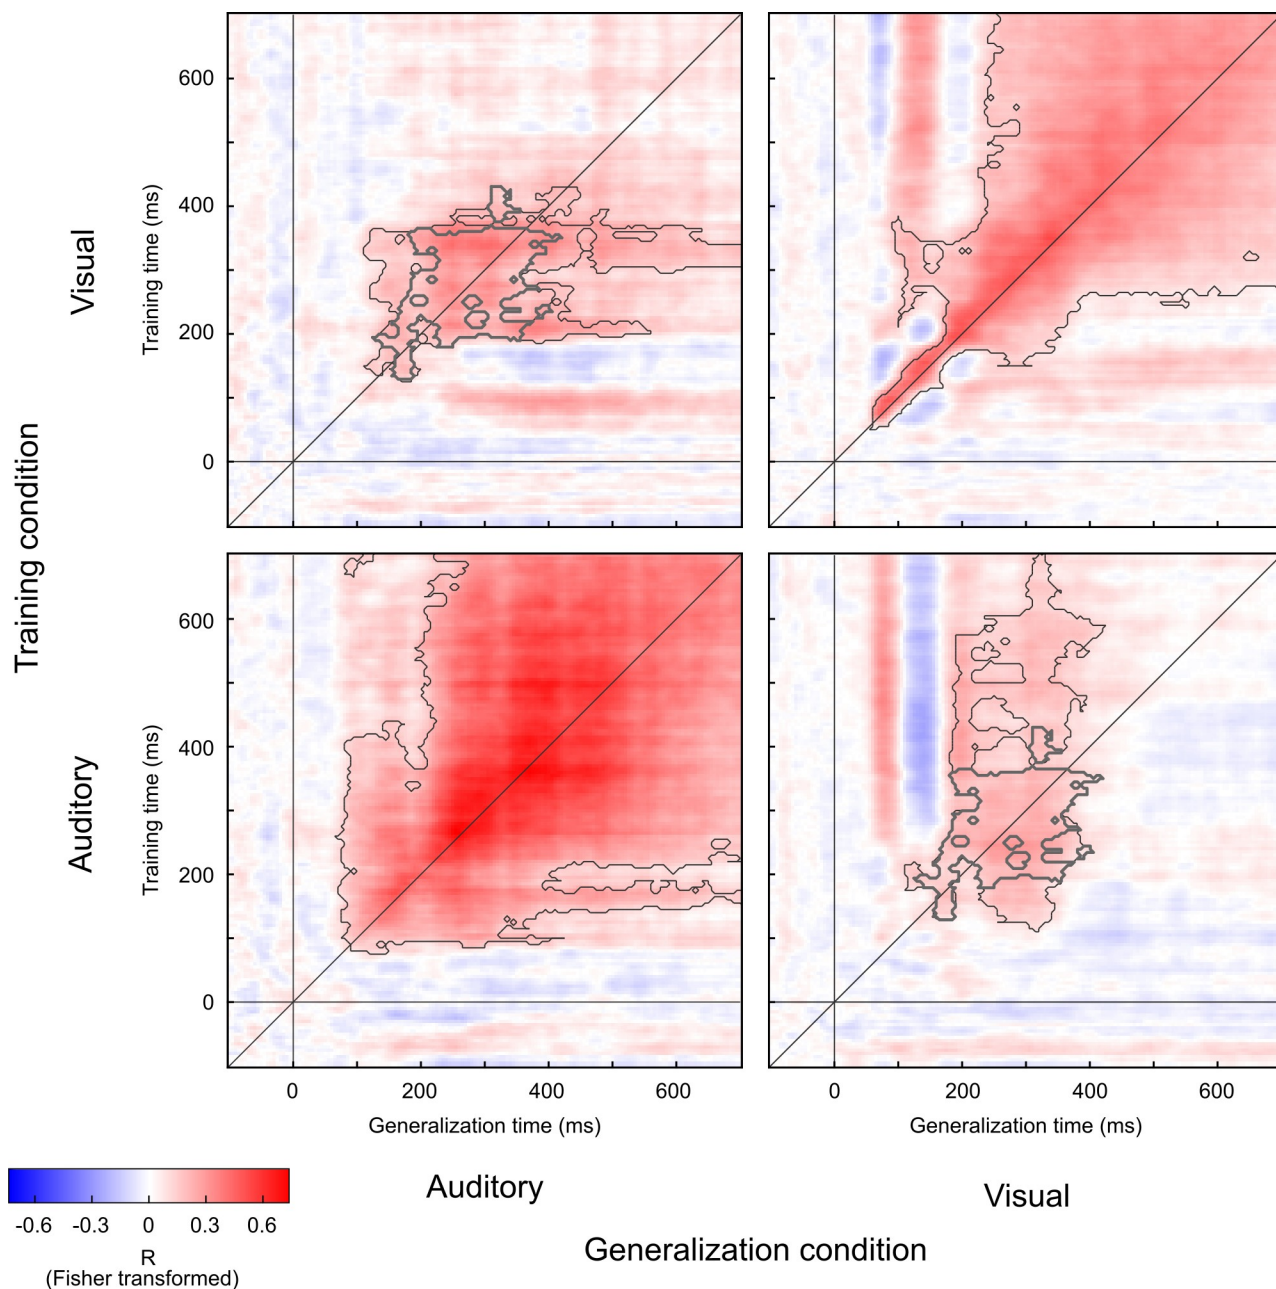 Training condition
Visual
Training time (ms)
600
400
200
0
Auditory
Training time (ms)
600
400
200
0
0 200 400 600
0 200 400 600
Generalization time (ms)
Generalization time (ms)
Auditory
Visual
Generalization condition
-0.6 -0.3 0 0.3 0.6
R
(Fisher transformed)